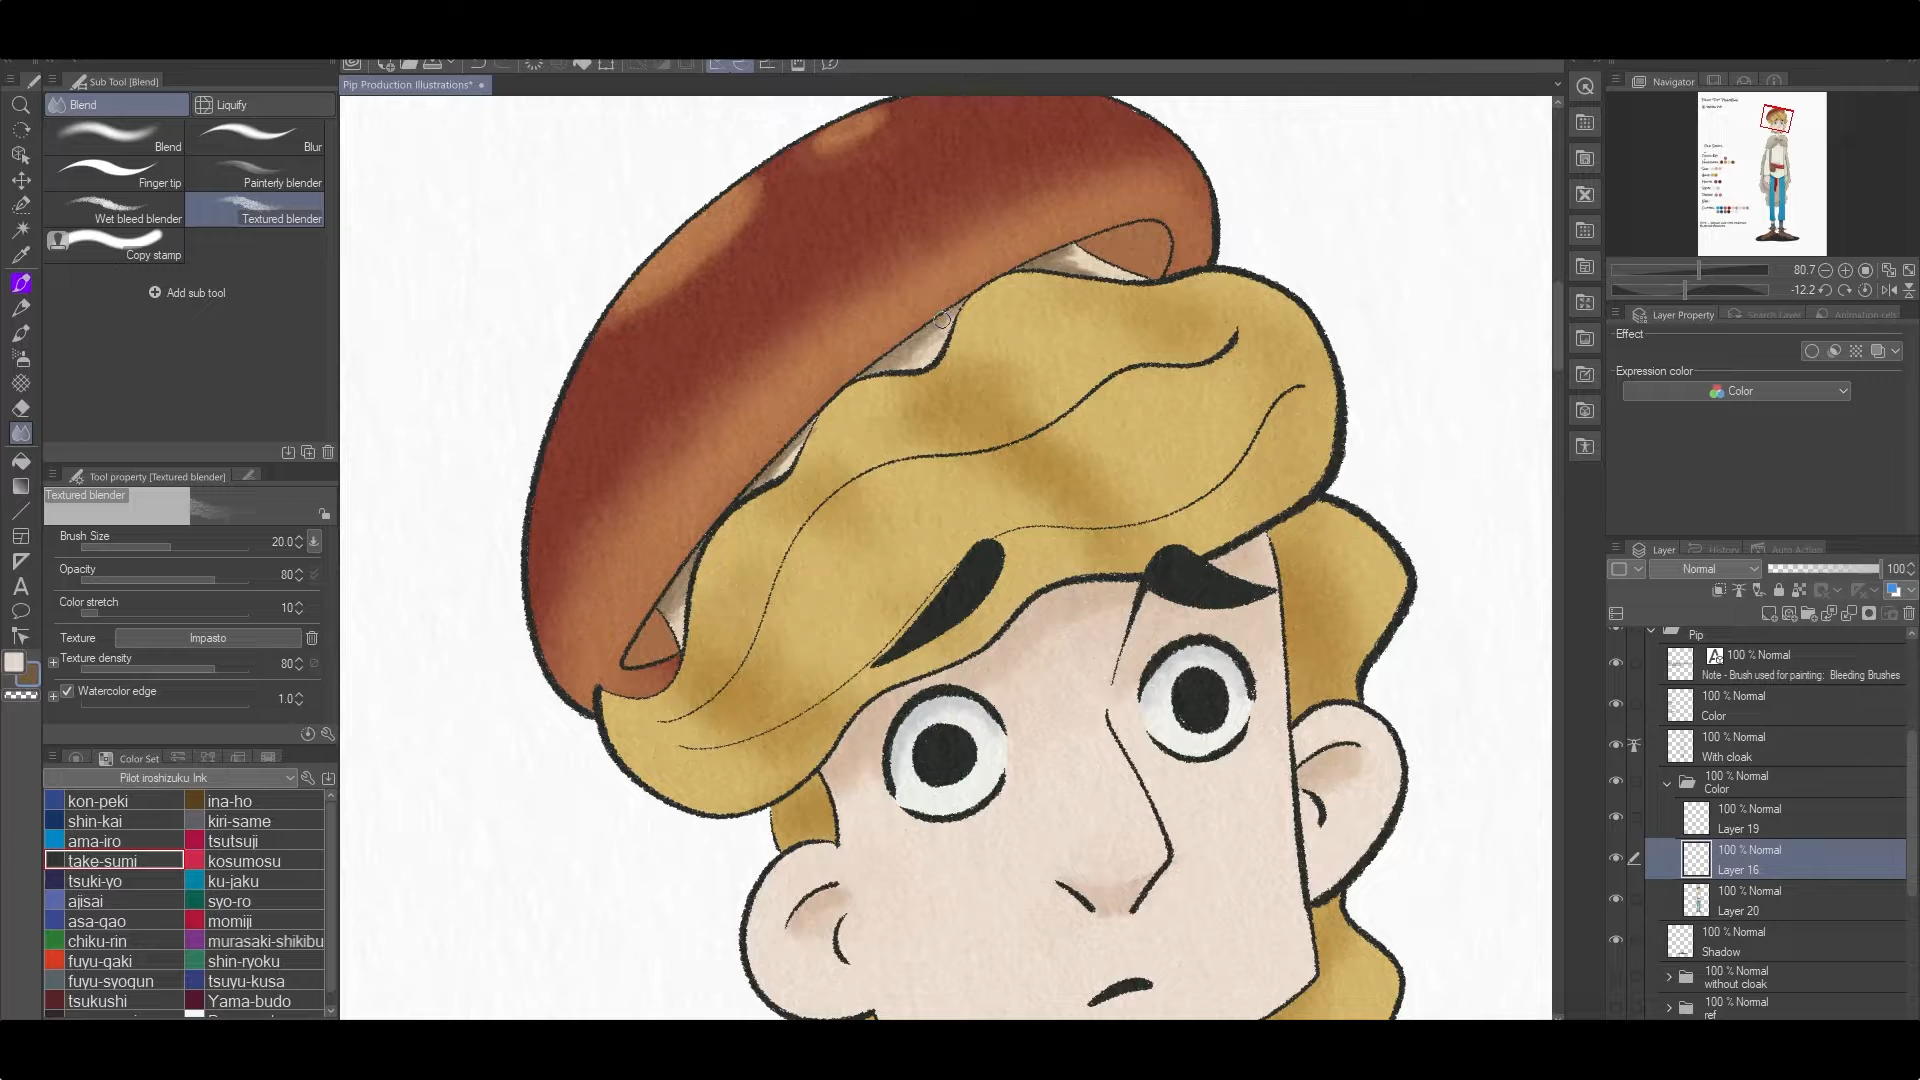 Sub Tool [Blend]
Blend
Liquify
Blend
Blur
Finger tip
Painterly blender
Wet bleed blender
Textured blender
Copy stamp
Add sub tool
Tool property [Textured blender]
Textured blender
Brush Size
20.0
Opacity
80
Color stretch
10
Texture
Impasto
Texture density
80
Watercolor edge
1.0
Color Set
Pilot iroshizuku Ink
kon-peki
ina-ho
shin-kai
kiri-same
ama-iro
tsutsuji
take-sumi
kosumosu
tsuki-yo
ku-jaku
ajisai
syo-ro
asa-gao
momiji
chiku-rin
murasaki-shikibu
fuyu-gaki
shin-ryoku
fuyu-syogun
tsuyu-kusa
tsukushi
Yama-budo
Pip Production Illustrations*
Navigator
80.7
-12.2
Layer Property
Search Layer
Animation cels
Effect
Expression color
Color
Layer
History
Auto Action
Normal
100
Pip
100 % Normal
Note - Brush used for painting: Bleeding Brushes
100 % Normal
Color
100 % Normal
With cloak
100 % Normal
Color
100 % Normal
Layer 19
100 % Normal
Layer 16
100 % Normal
Layer 20
100 % Normal
Shadow
100 % Normal
without cloak
100 % Normal
ref